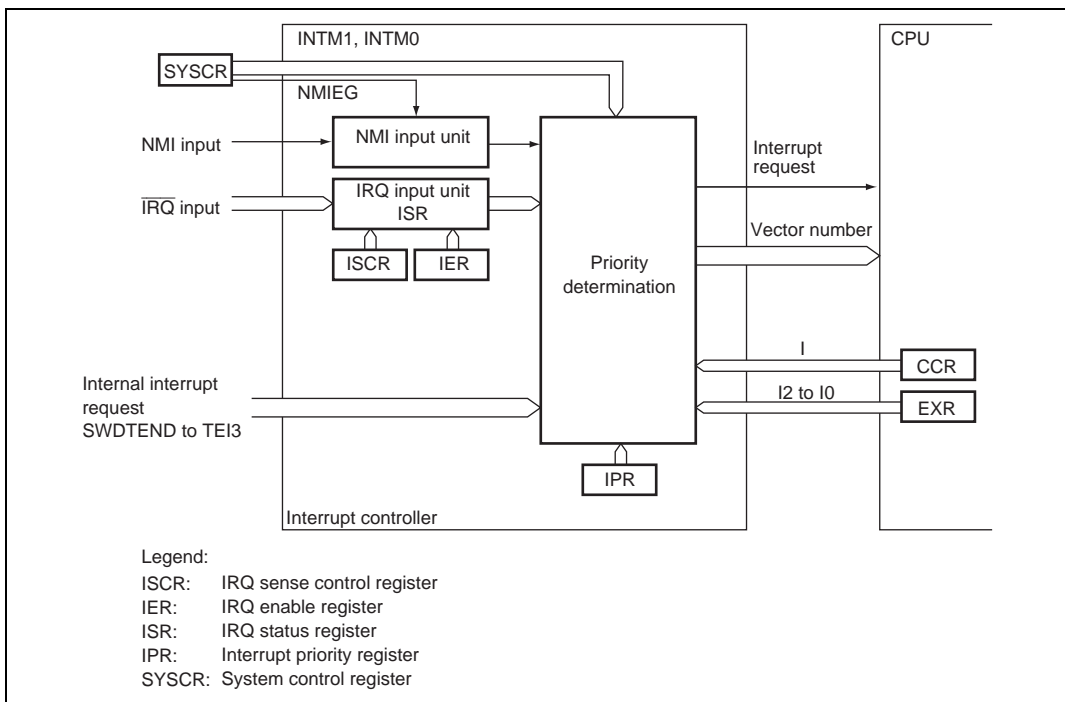 INTM1, INTM0
CPU
SYSCR
NMIEG
NMI input
NMI input unit
Interrupt
request
IRQ input
IRQ input unit
ISR
Vector number
ISCR
IER
Priority
determination
I
CCR
Internal interrupt
request
SWDTEND to TEI3
I2 to I0
EXR
IPR
Interrupt controller
Legend:
ISCR: IRQ sense control register
IER: IRQ enable register
ISR: IRQ status register
IPR: Interrupt priority register
SYSCR: System control register